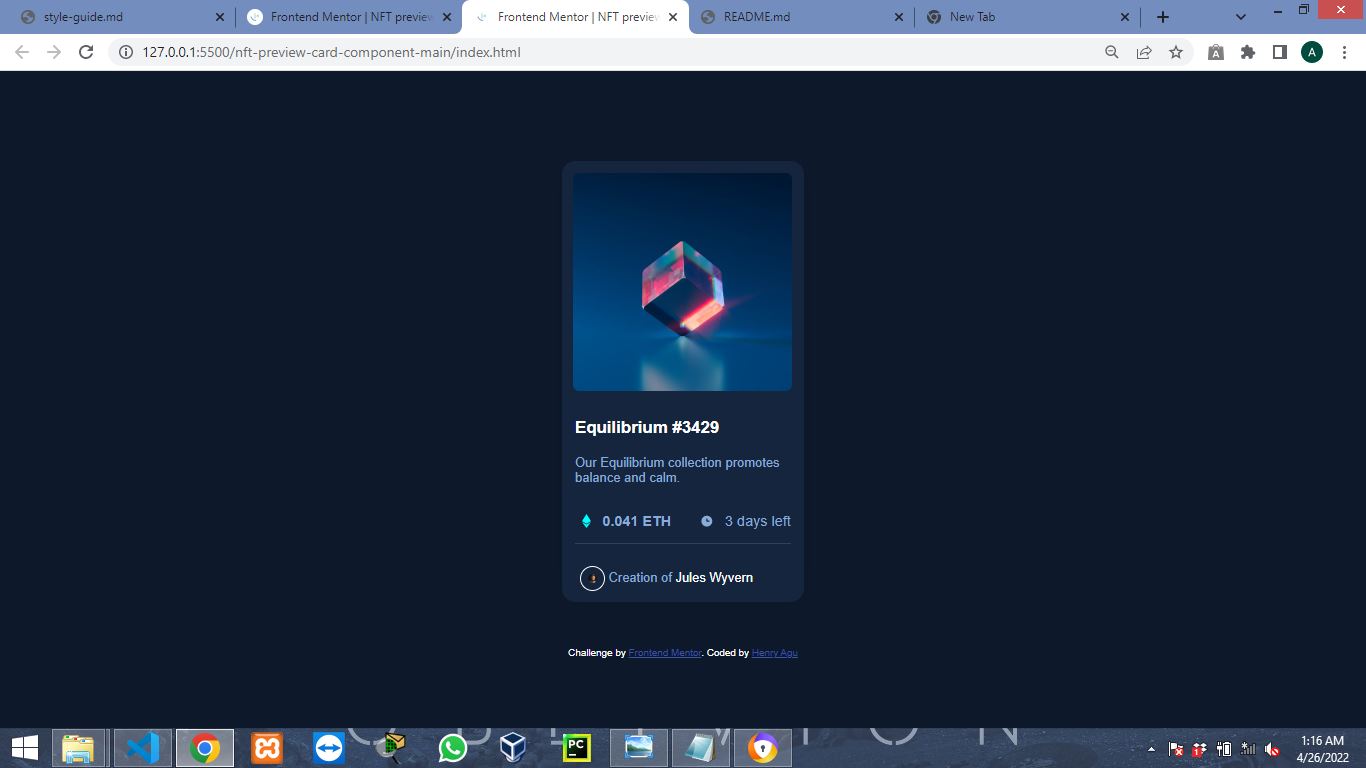 style-guide.md
Frontend Mentor | NFT preview
Frontend Mentor | NFT preview
README.md
New Tab
127.0.0.1:5500/nft-preview-card-component-main/index.html
A
A
Equilibrium #3429
Our Equilibrium collection promotes
balance and calm.
0.041 ETH
3 days left
Creation of Jules Wyvern
Challenge by Frontend Mentor. Coded by Henry Agu
PC
1:16 AM
4/26/2022